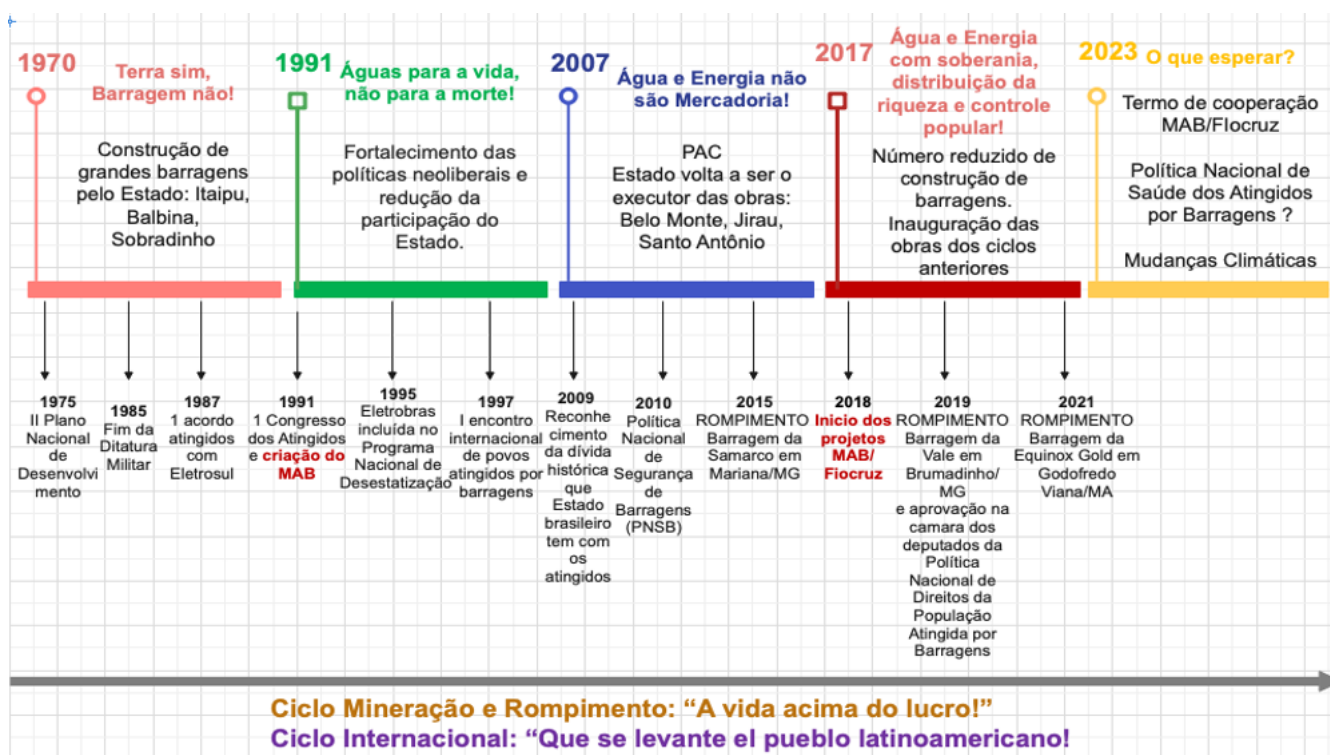 1970
Terra sim,
Barragem não!
Construção de
grandes barragens
pelo Estado: Itaipu,
Balbina,
Sobradinho
1991
Águas para a vida,
não para a morte!
Fortalecimento das
políticas neoliberais e
redução da
participação do
Estado.
2007
Água e Energia não
são Mercadoria!
PAC
Estado volta a ser o
executor das obras:
Belo Monte, Jirau,
Santo Antônio
2017
Água e Energia
com soberania,
distribuição da
riqueza e controle
popular!
Número reduzido de
construção de
barragens.
Inauguração das
obras dos ciclos
anteriores
2023
O que esperar?
Termo de cooperação
MAB/FIocruz
Política Nacional de
Saúde dos Atingidos
por Barragens ?
Mudanças Climáticas
1975
II Plano
Nacional
de
Desenvolvi
mento
1985
Fim da
Ditatura
Militar
1987
1 acordo
atingidos
com
Eletrosul
1991
1 Congresso
dos Atingidos
e criação do
MAB
1995
Eletrobras
incluída no
Programa
Nacional de
Desestatização
1997
I encontro
internacional
de povos
atingidos por
barragens
2009
Reconhe
cimento
da dívida
histórica
que
Estado
brasileiro
tem com
os
atingidos
2010
Política
Nacional
de
Segurança
de
Barragens
(PNSB)
2015
ROMPIMENTO
Barragem da
Samarco em
Mariana/MG
2018
Inicio dos
projetos
MAB/
Fiocruz
2019
ROMPIMENTO
Barragem da
Vale em
Brumadinho/
MG
e aprovação na
camara dos
deputados da
Política
Nacional de
Direitos da
População
Atingida por
Barragens
2021
ROMPIMENTO
Barragem da
Equinox Gold em
Godofredo
Viana/MA
Ciclo Mineração e Rompimento: “A vida acima do lucro!”
Ciclo Internacional: “Que se levante el pueblo latinoamericano!